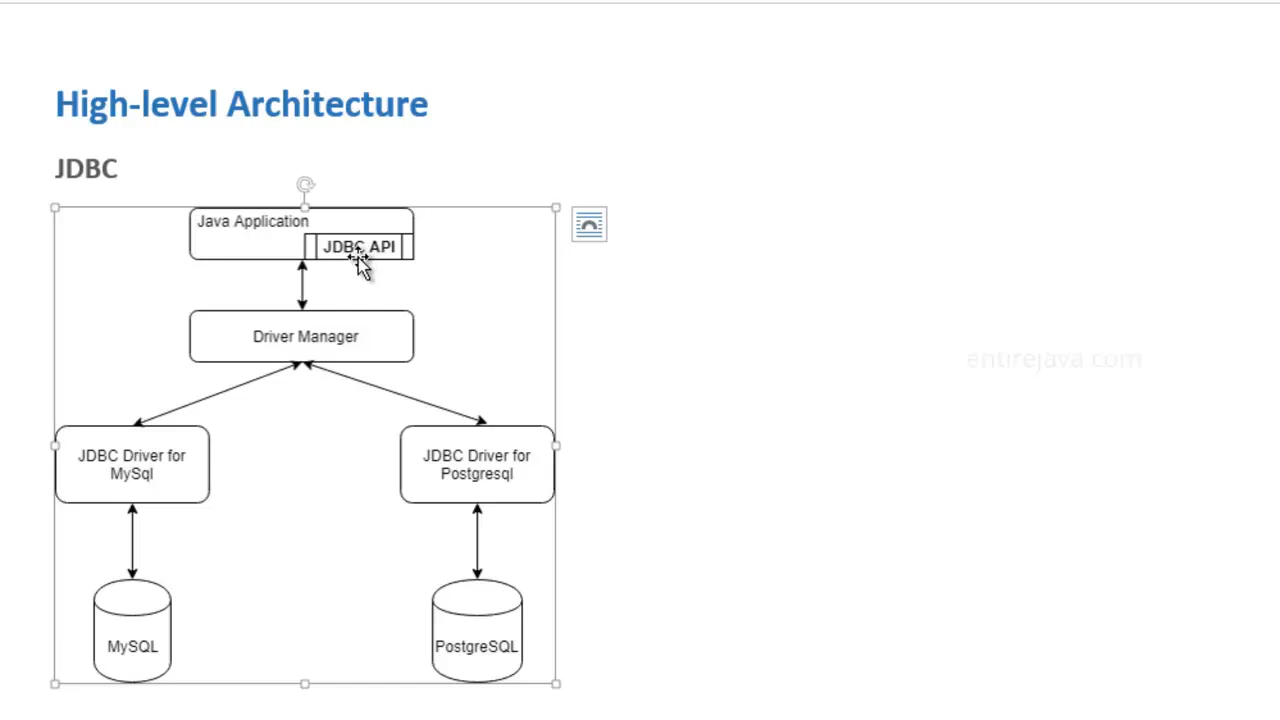 High-level Architecture
JDBC
Java Application
JDBC API
Driver Manager
JDBC Driver for
MySql
JDBC Driver for
Postgresql
MySQL
PostgreSQL
entirejava.com